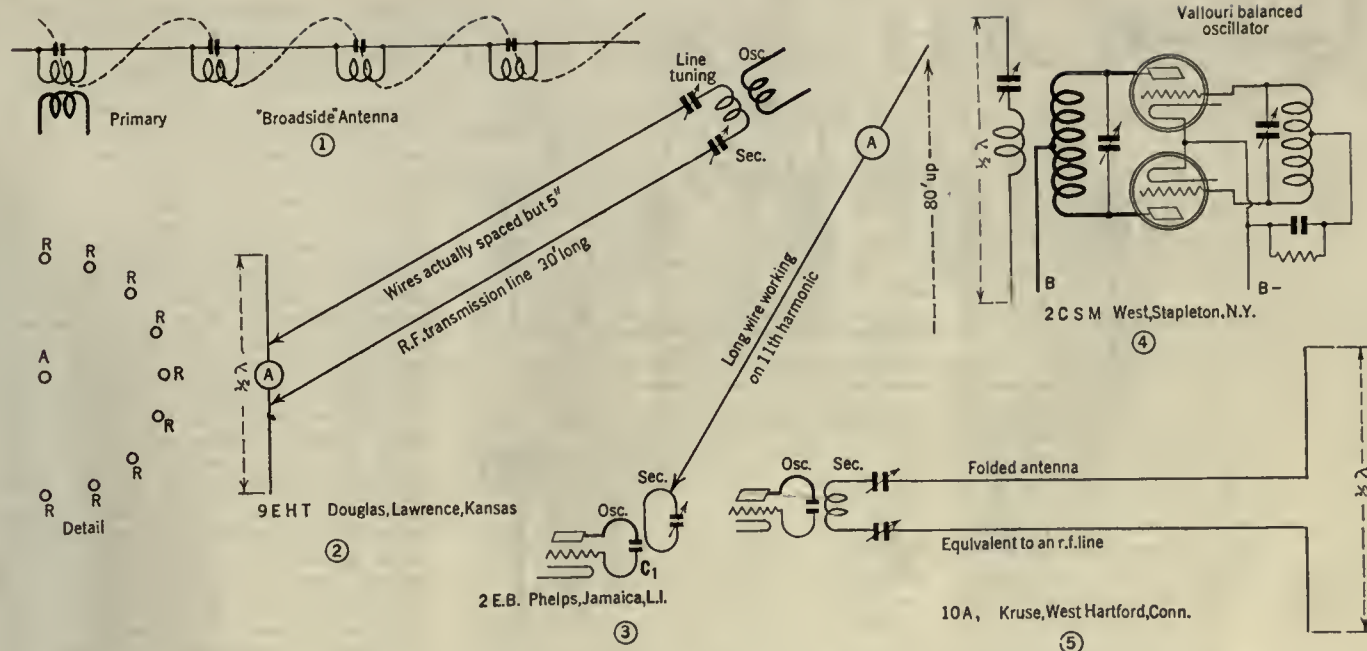 Primary
"Broadside" Antenna
①
Line
tuning
Osc.
Sec.
Wires actually spaced but 5"
R.F. transmission line 30' long
R
R
R
R
R
R
R
R
R
A
Detail
½ λ
A
9 E H T Douglas, Lawrence, Kansas
②
A
80' up
Long wire working
on 11th harmonic
Sec.
Osc.
C₁
2 E.B. Phelps, Jamaica, L.I.
③
Vallouri balanced
oscillator
½ λ
B
B-
2 C S M West, Stapleton, N.Y.
④
Osc.
Sec.
Folded antenna
Equivalent to an r.f. line
½ λ
10A, Kruse, West Hartford, Conn.
⑤